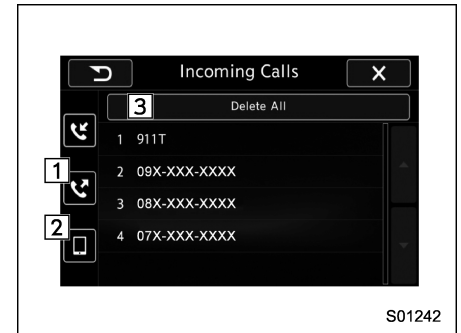 Incoming Calls
3 Delete All
1 911T
1
2 09X-XXX-XXXX
3 08X-XXX-XXXX
2
4 07X-XXX-XXXX
S01242